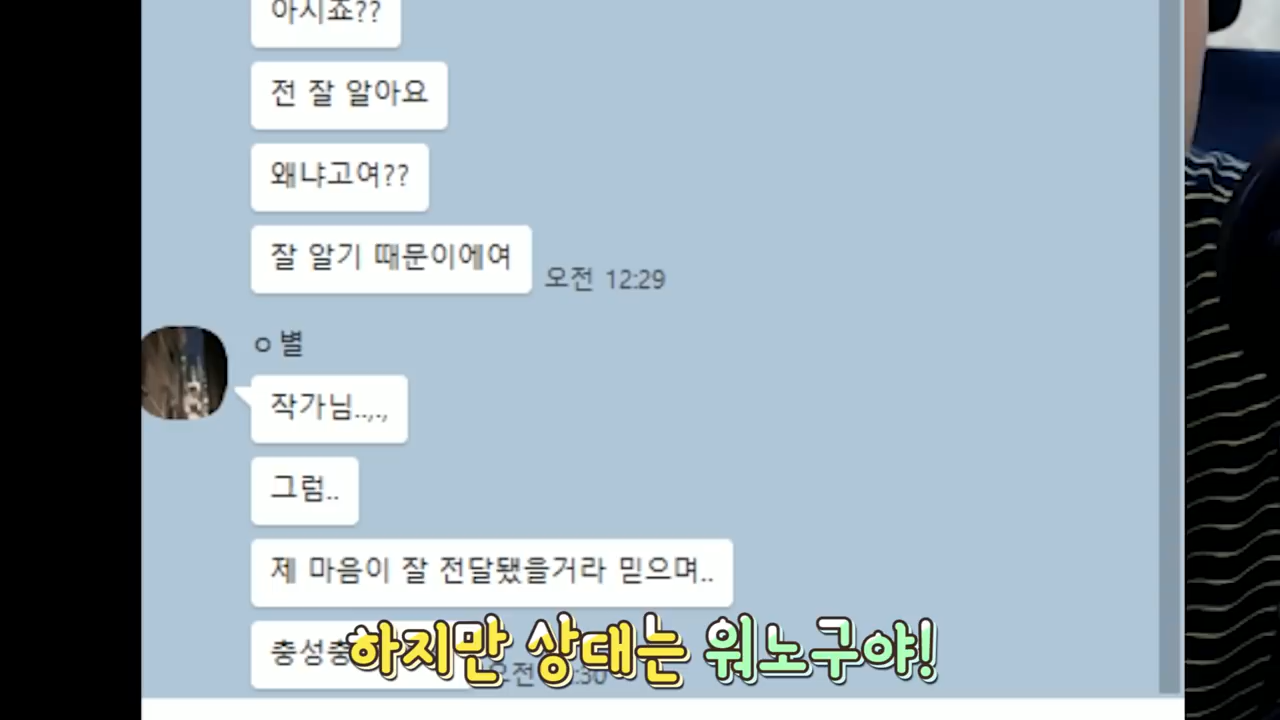 아시죠??
전 잘 알아요
왜냐고여??
잘 알기 때문이에여
오전 12:29
ㅇ별
작가님..,.,
그럼..
제 마음이 잘 전달됐을거라 믿으며..
충성
오전 :30
하지만 상대는 워노구야!